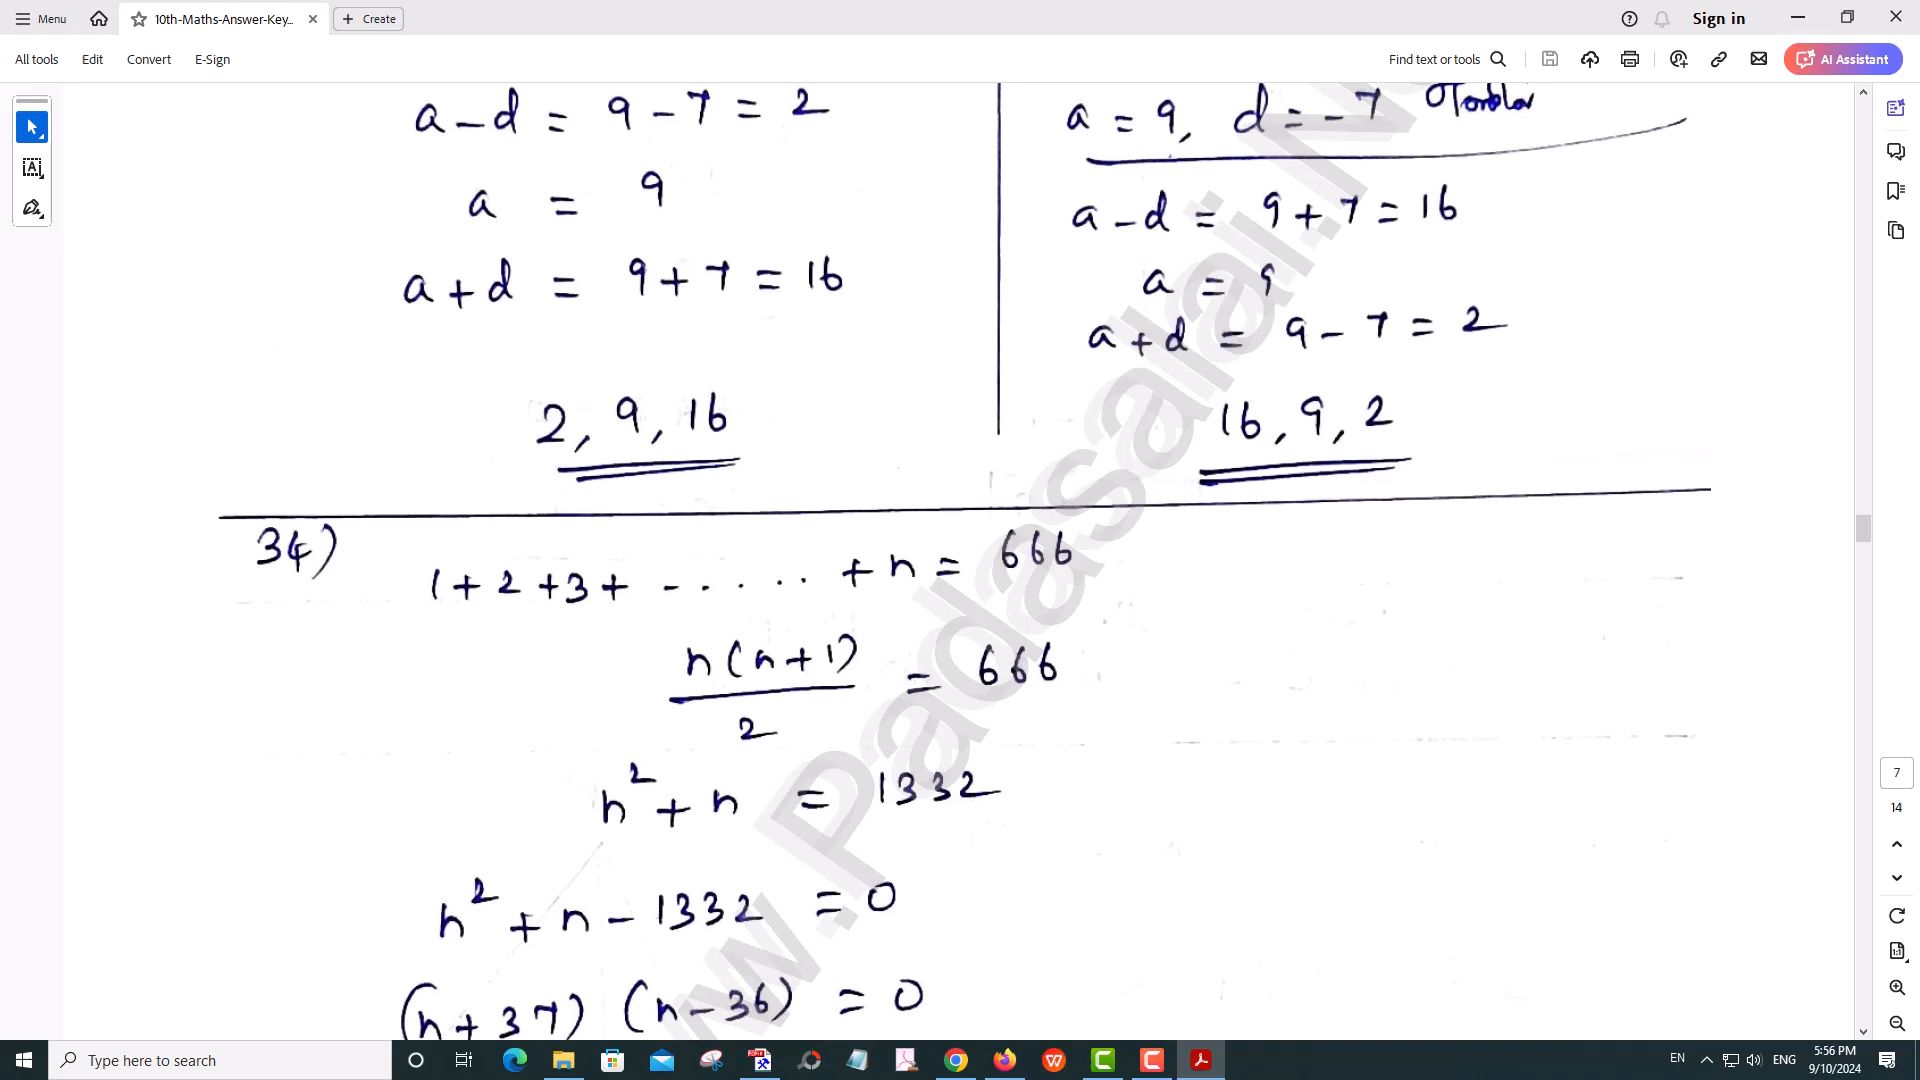 Menu
10th-Maths-Answer-Key...
Create
Sign in
All tools Edit Convert E-Sign
Find text or tools
AI Assistant
a - d = 9 - 7 = 2
a = 9
a + d = 9 + 7 = 16
2, 9, 16
a = 9, d = -7
a - d = 9 + 7 = 16
a = 9
a + d = 9 - 7 = 2
16, 9, 2
34)
1 + 2 + 3 + ...... + n = 666
n(n+1)
2
= 666
n² + n = 1332
n² + n - 1332 = 0
(n + 37) (n - 36) = 0
w.Padasalai.N
7
14
Type here to search
EN
ENG
5:56 PM
9/10/2024